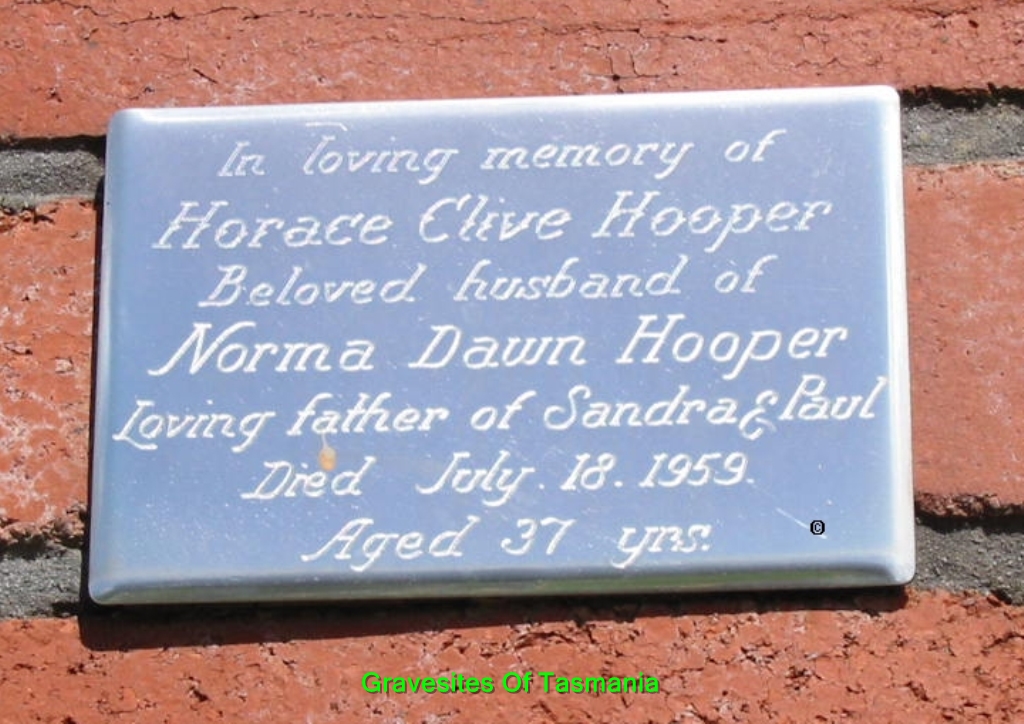 In loving memory of
Horace Clive Hooper
Beloved husband of
Norma Dawn Hooper
Loving father of Sandra & Paul
Died July. 18. 1959.
Aged 37 yrs.
©
Gravesites Of Tasmania